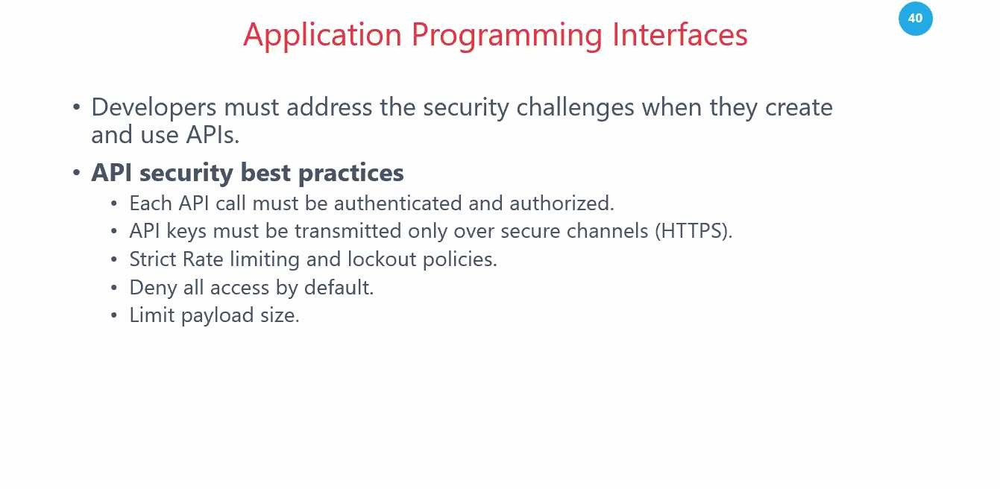 40
Application Programming Interfaces
• Developers must address the security challenges when they create
and use APIs.
• API security best practices
• Each API call must be authenticated and authorized.
• API keys must be transmitted only over secure channels (HTTPS).
• Strict Rate limiting and lockout policies.
• Deny all access by default.
• Limit payload size.